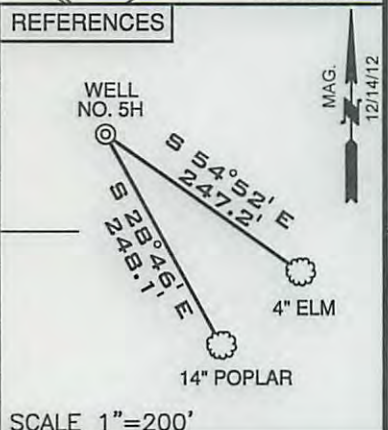 REFERENCES
WELL
NO. 5H
MAG.
N
12/14/12
S 54°52' E
247.2'
S 28°46' E
248.1'
4" ELM
14" POPLAR
SCALE 1"=200'